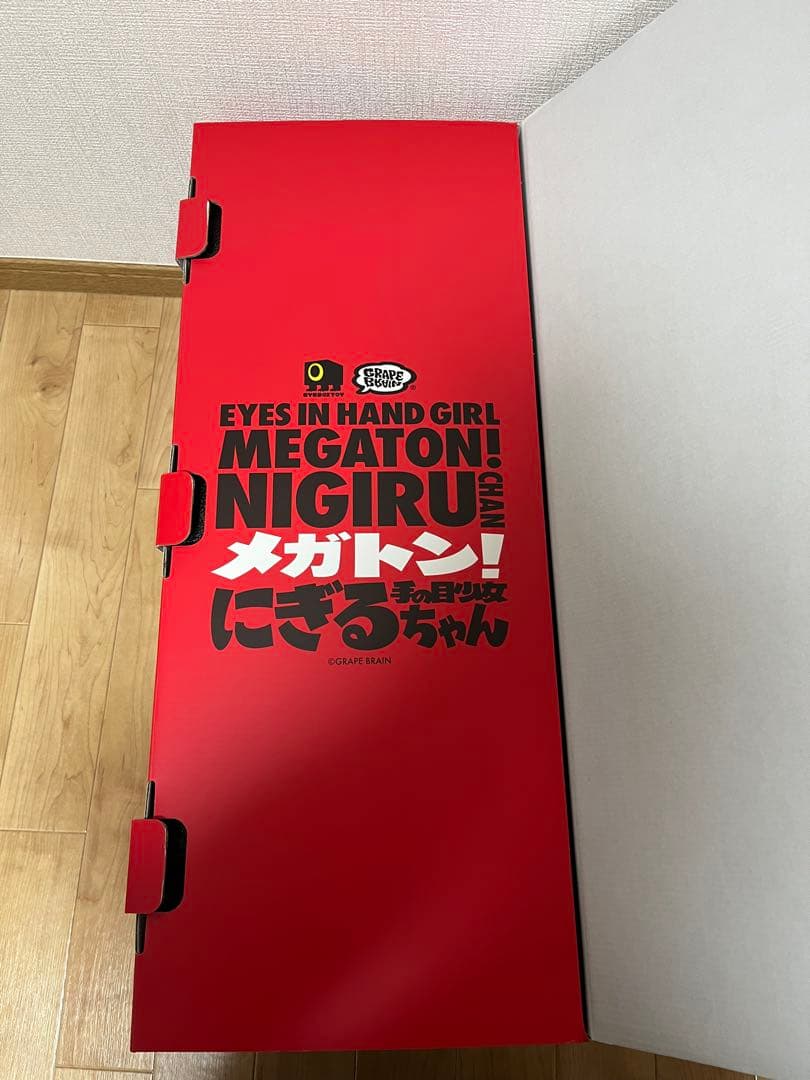 GRAPE BRAIN®
EYES IN HAND GIRL
MEGATON!
NIGIRU•CHAN
メガトン!
手の目少女
にぎるちゃん
©GRAPE BRAIN